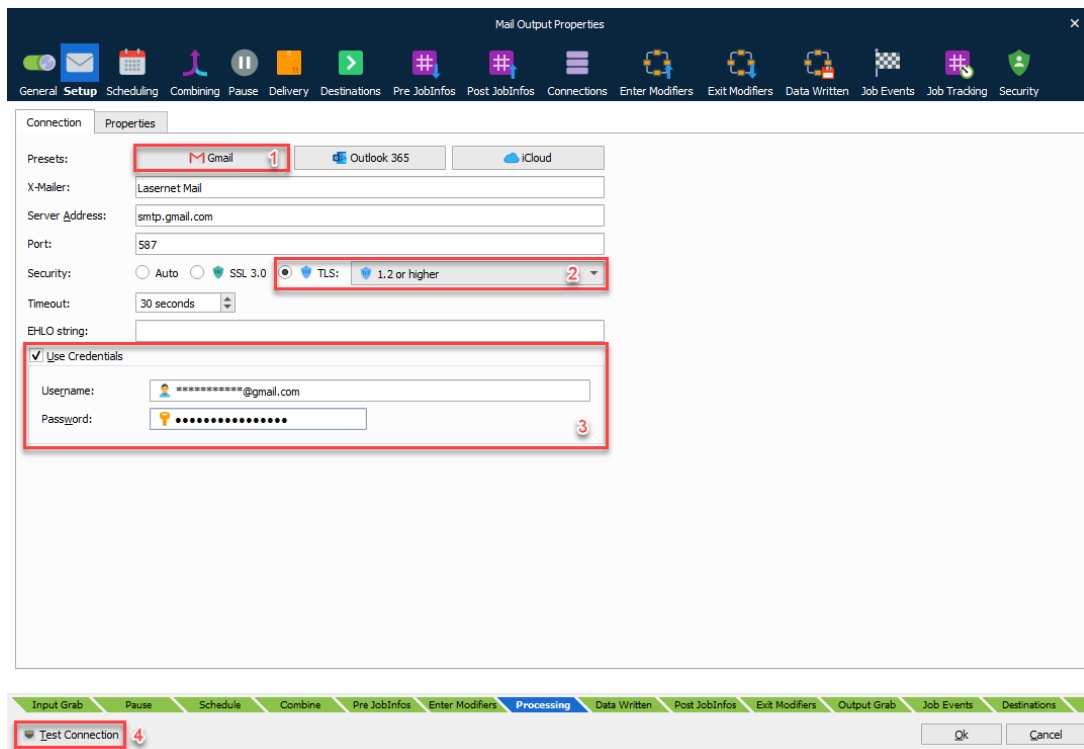 Mail Output Properties
General Setup Scheduling Combining Pause Delivery Destinations Pre JobInfos Post JobInfos Connections Enter Modifiers Exit Modifiers Data Written Job Events Job Tracking Security
Connection Properties
Presets: Gmail 1 Outlook 365 iCloud
X-Mailer: Lasernet Mail
Server Address: smtp.gmail.com
Port: 587
Security: Auto SSL 3.0 TLS: 1.2 or higher 2
Timeout: 30 seconds
EHLO string:
Use Credentials
Username: ***********@gmail.com
Password: ●●●●●●●●●●●●●●●●
3
Input Grab Pause Schedule Combine Pre JobInfos Enter Modifiers Processing Data Written Post JobInfos Exit Modifiers Output Grab Job Events Destinations
Test Connection 4 Ok Cancel